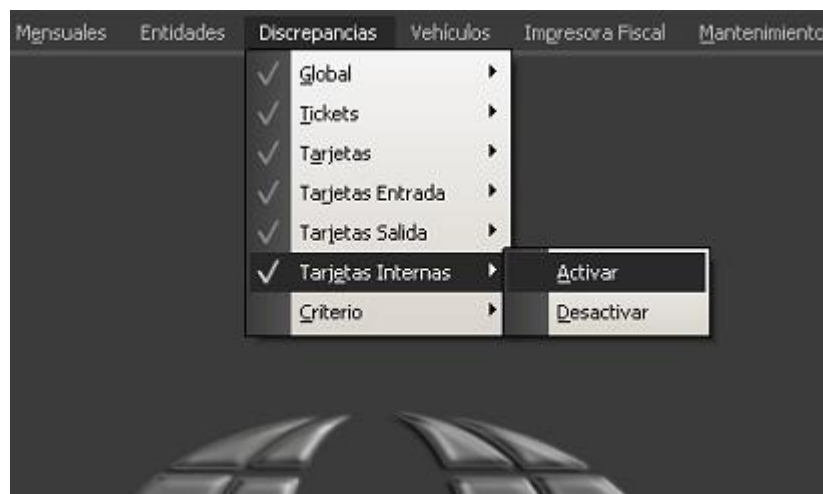 Mensuales Entidades Discrepancias Vehículos Impresora Fiscal Mantenimiento
Global
Tickets
Tarjetas
Tarjetas Entrada
Tarjetas Salida
Tarjetas Internas Activar
Criterio Desactivar